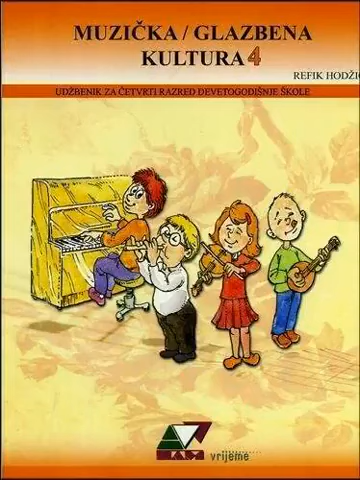 MUZIČKA / GLAZBENA
KULTURA 4
REFIK HODŽIĆ
UDŽBENIK ZA ČETVRTI RAZRED DEVETOGODIŠNJE ŠKOLE
vrijeme